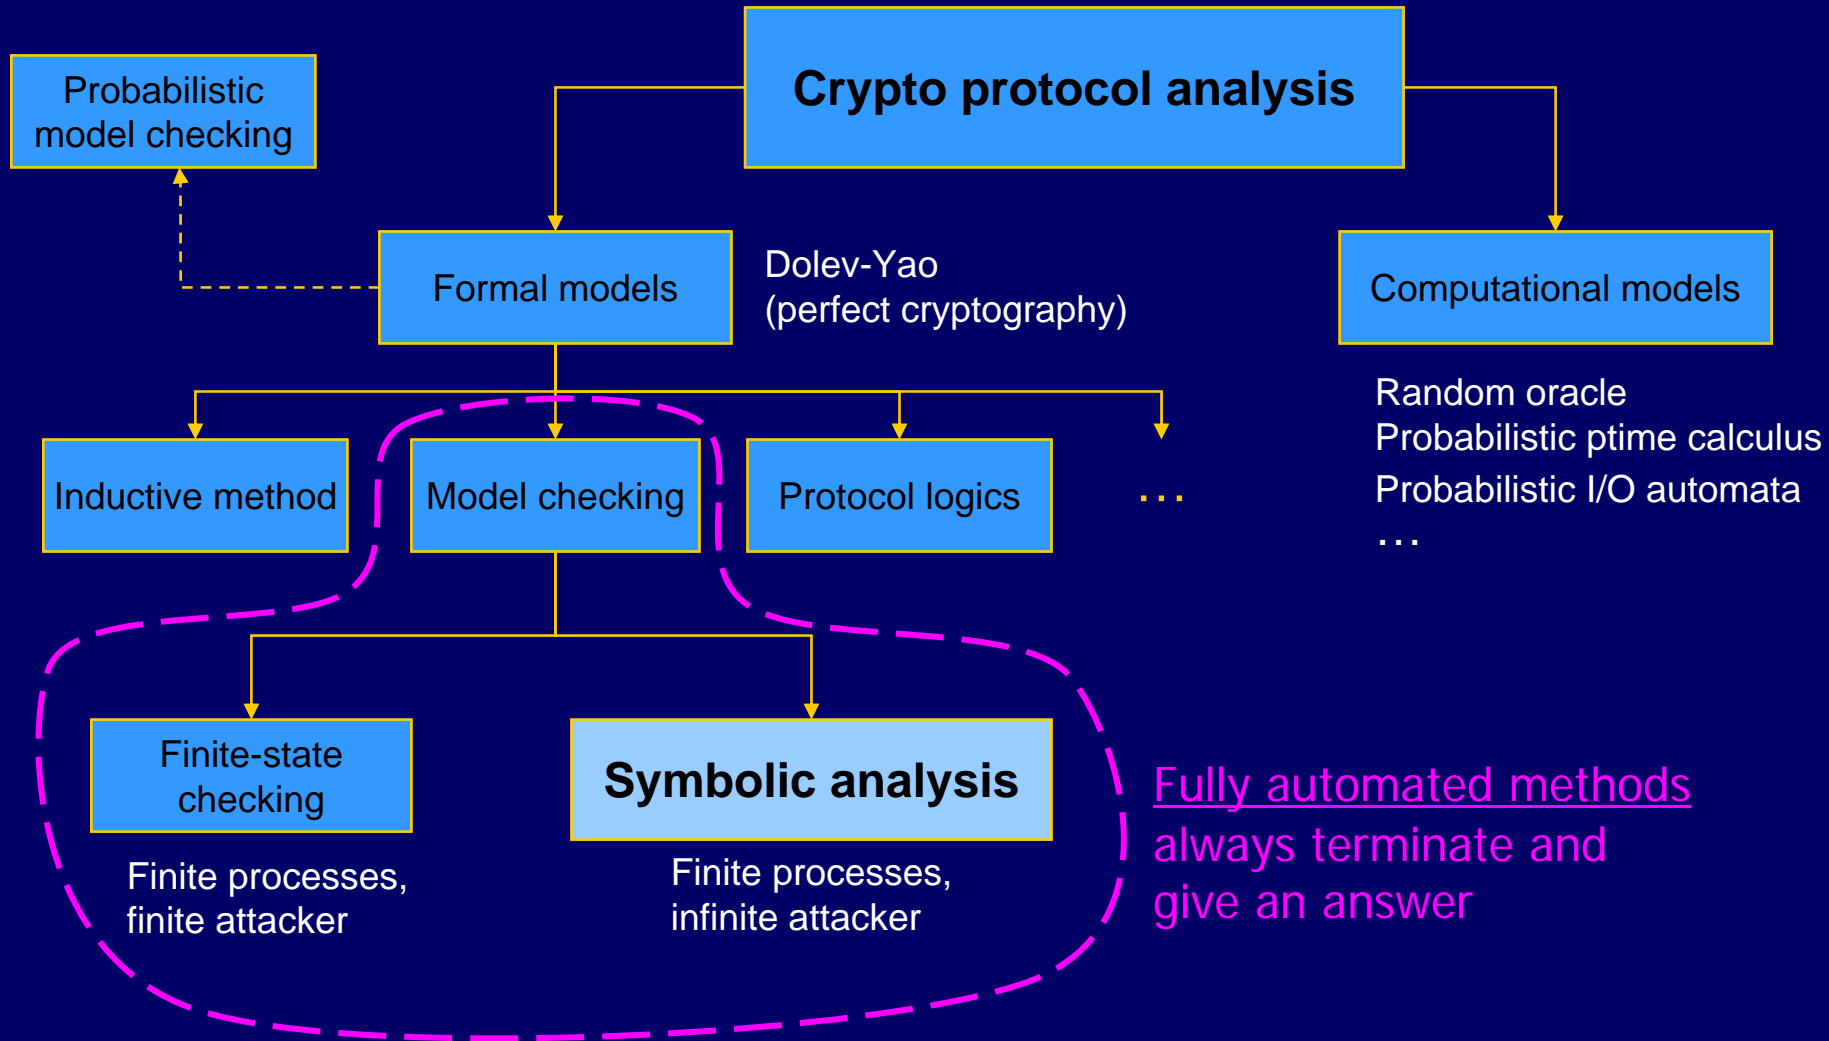 Crypto protocol analysis
Probabilistic
model checking
Formal models
Dolev-Yao
(perfect cryptography)
Computational models
Random oracle
Probabilistic ptime calculus
Probabilistic I/O automata
…
Inductive method
Model checking
Protocol logics
…
Finite-state
checking
Symbolic analysis
Finite processes,
finite attacker
Finite processes,
infinite attacker
Fully automated methods
always terminate and
give an answer